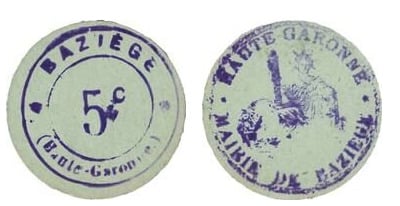 BAZIÈGE
5c
(Haute-Garonne.)
HAUTE GARONNE
MAIRIE DE BAZIÈGE